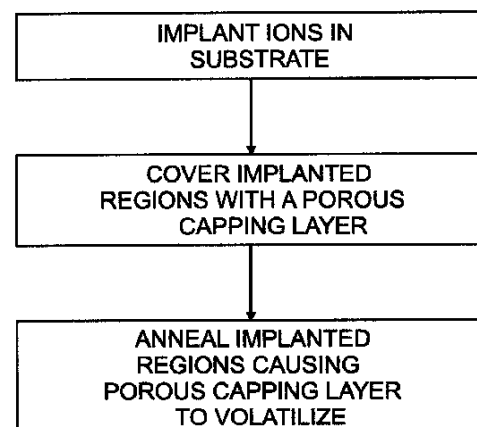 IMPLANT IONS IN
SUBSTRATE
COVER IMPLANTED
REGIONS WITH A POROUS
CAPPING LAYER
ANNEAL IMPLANTED
REGIONS CAUSING
POROUS CAPPING LAYER
TO VOLATILIZE